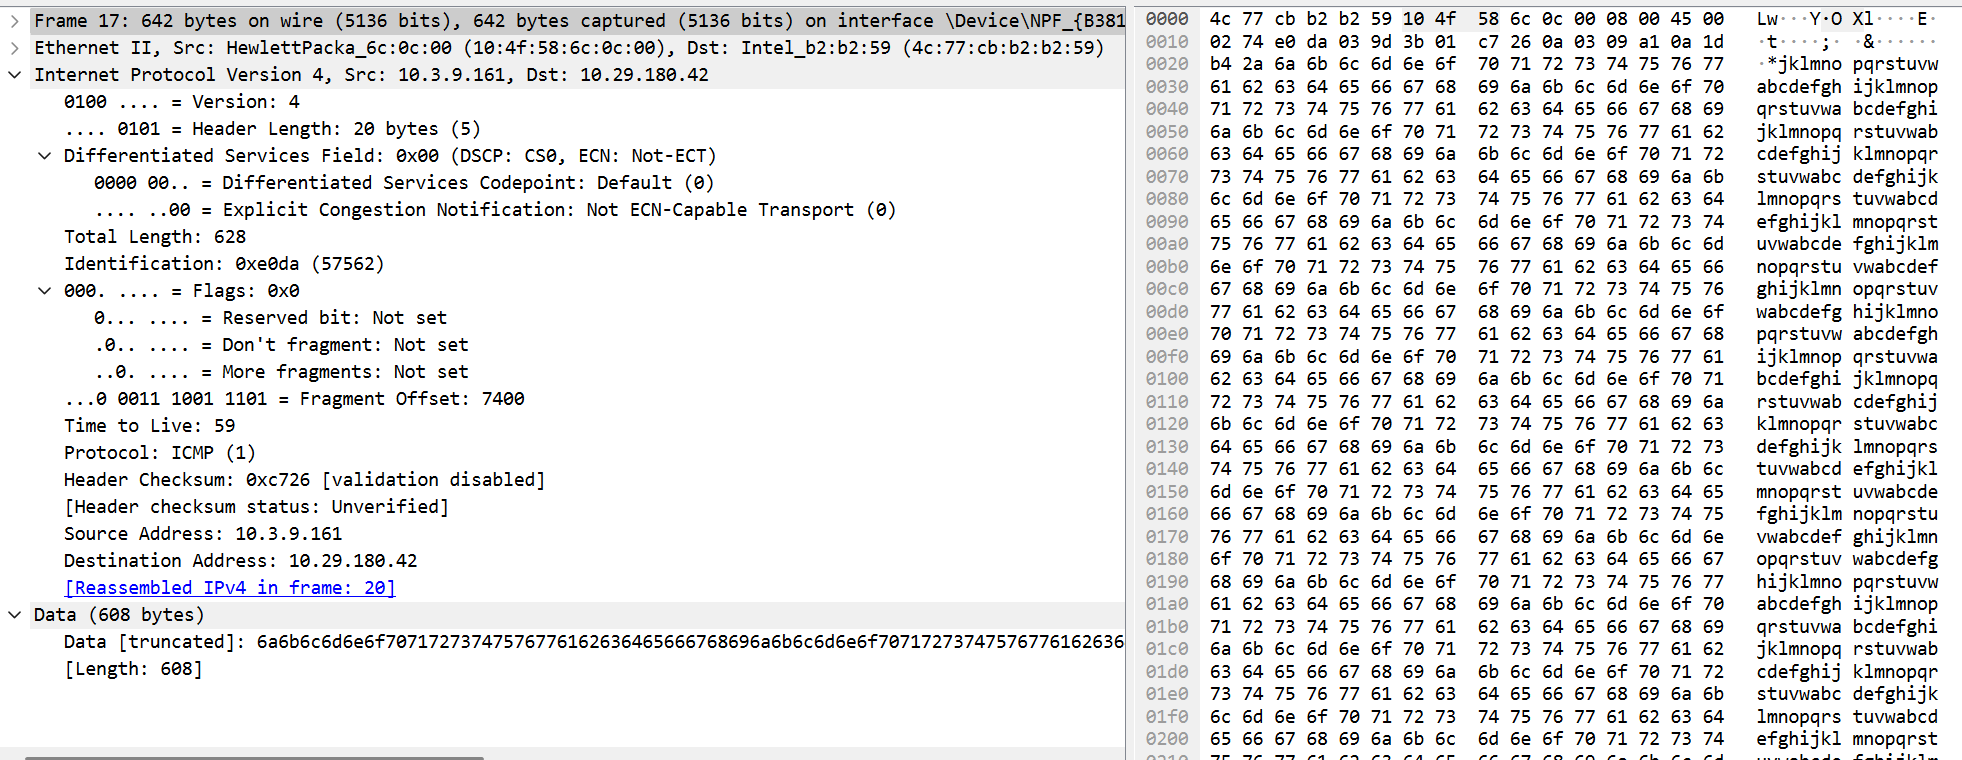 Frame 17: 642 bytes on wire (5136 bits), 642 bytes captured (5136 bits) on interface \Device\NPF_{B381
Ethernet II, Src: HewlettPacka_6c:0c:00 (10:4f:58:6c:0c:00), Dst: Intel_b2:b2:59 (4c:77:cb:b2:b2:59)
Internet Protocol Version 4, Src: 10.3.9.161, Dst: 10.29.180.42
0100 .... = Version: 4
.... 0101 = Header Length: 20 bytes (5)
Differentiated Services Field: 0x00 (DSCP: CS0, ECN: Not-ECT)
0000 00.. = Differentiated Services Codepoint: Default (0)
.... ..00 = Explicit Congestion Notification: Not ECN-Capable Transport (0)
Total Length: 628
Identification: 0xe0da (57562)
000. .... = Flags: 0x0
0... .... = Reserved bit: Not set
.0.. .... = Don't fragment: Not set
..0. .... = More fragments: Not set
...0 0011 1001 1101 = Fragment Offset: 7400
Time to Live: 59
Protocol: ICMP (1)
Header Checksum: 0xc726 [validation disabled]
[Header checksum status: Unverified]
Source Address: 10.3.9.161
Destination Address: 10.29.180.42
[Reassembled IPv4 in frame: 20]
Data (608 bytes)
Data [truncated]: 6a6b6c6d6e6f70717273747576776162636465666768696a6b6c6d6e6f7071727374757677616263 6
[Length: 608]
0000 4c 77 cb b2 b2 59 10 4f 58 6c 0c 00 08 00 45 00 Lw···Y·O Xl····E·
0010 02 74 e0 da 03 9d 3b 01 c7 26 0a 03 09 a1 0a 1d ·t····;· ·&······
0020 b4 2a 6a 6b 6c 6d 6e 6f 70 71 72 73 74 75 76 77 ·*jklmno pqrstuvw
0030 61 62 63 64 65 66 67 68 69 6a 6b 6c 6d 6e 6f 70 abcdefgh ijklmnop
0040 71 72 73 74 75 76 77 61 62 63 64 65 66 67 68 69 qrstuvwa bcdefghi
0050 6a 6b 6c 6d 6e 6f 70 71 72 73 74 75 76 77 61 62 jklmnopq rstuvwab
0060 63 64 65 66 67 68 69 6a 6b 6c 6d 6e 6f 70 71 72 cdefghij klmnopqr
0070 73 74 75 76 77 61 62 63 64 65 66 67 68 69 6a 6b stuvwabc defghijk
0080 6c 6d 6e 6f 70 71 72 73 74 75 76 77 61 62 63 64 lmnopqrs tuvwabcd
0090 65 66 67 68 69 6a 6b 6c 6d 6e 6f 70 71 72 73 74 efghijkl mnopqrst
00a0 75 76 77 61 62 63 64 65 66 67 68 69 6a 6b 6c 6d uvwabcde fghijklm
00b0 6e 6f 70 71 72 73 74 75 76 77 61 62 63 64 65 66 nopqrstu vwabcdef
00c0 67 68 69 6a 6b 6c 6d 6e 6f 70 71 72 73 74 75 76 ghijklmn opqrstuv
00d0 77 61 62 63 64 65 66 67 68 69 6a 6b 6c 6d 6e 6f wabcdefg hijklmno
00e0 70 71 72 73 74 75 76 77 61 62 63 64 65 66 67 68 pqrstuvw abcdefgh
00f0 69 6a 6b 6c 6d 6e 6f 70 71 72 73 74 75 76 77 61 ijklmnop qrstuvwa
0100 62 63 64 65 66 67 68 69 6a 6b 6c 6d 6e 6f 70 71 bcdefghi jklmnopq
0110 72 73 74 75 76 77 61 62 63 64 65 66 67 68 69 6a rstuvwab cdefghij
0120 6b 6c 6d 6e 6f 70 71 72 73 74 75 76 77 61 62 63 klmnopqr stuvwabc
0130 64 65 66 67 68 69 6a 6b 6c 6d 6e 6f 70 71 72 73 defghijk lmnopqrs
0140 74 75 76 77 61 62 63 64 65 66 67 68 69 6a 6b 6c tuvwabcd efghijkl
0150 6d 6e 6f 70 71 72 73 74 75 76 77 61 62 63 64 65 mnopqrst uvwabcde
0160 66 67 68 69 6a 6b 6c 6d 6e 6f 70 71 72 73 74 75 fghijklm nopqrstu
0170 76 77 61 62 63 64 65 66 67 68 69 6a 6b 6c 6d 6e vwabcdef ghijklmn
0180 6f 70 71 72 73 74 75 76 77 61 62 63 64 65 66 67 opqrstuv wabcdefg
0190 68 69 6a 6b 6c 6d 6e 6f 70 71 72 73 74 75 76 77 hijklmno pqrstuvw
01a0 61 62 63 64 65 66 67 68 69 6a 6b 6c 6d 6e 6f 70 abcdefgh ijklmnop
01b0 71 72 73 74 75 76 77 61 62 63 64 65 66 67 68 69 qrstuvwa bcdefghi
01c0 6a 6b 6c 6d 6e 6f 70 71 72 73 74 75 76 77 61 62 jklmnopq rstuvwab
01d0 63 64 65 66 67 68 69 6a 6b 6c 6d 6e 6f 70 71 72 cdefghij klmnopqr
01e0 73 74 75 76 77 61 62 63 64 65 66 67 68 69 6a 6b stuvwabc defghijk
01f0 6c 6d 6e 6f 70 71 72 73 74 75 76 77 61 62 63 64 lmnopqrs tuvwabcd
0200 65 66 67 68 69 6a 6b 6c 6d 6e 6f 70 71 72 73 74 efghijkl mnopqrst